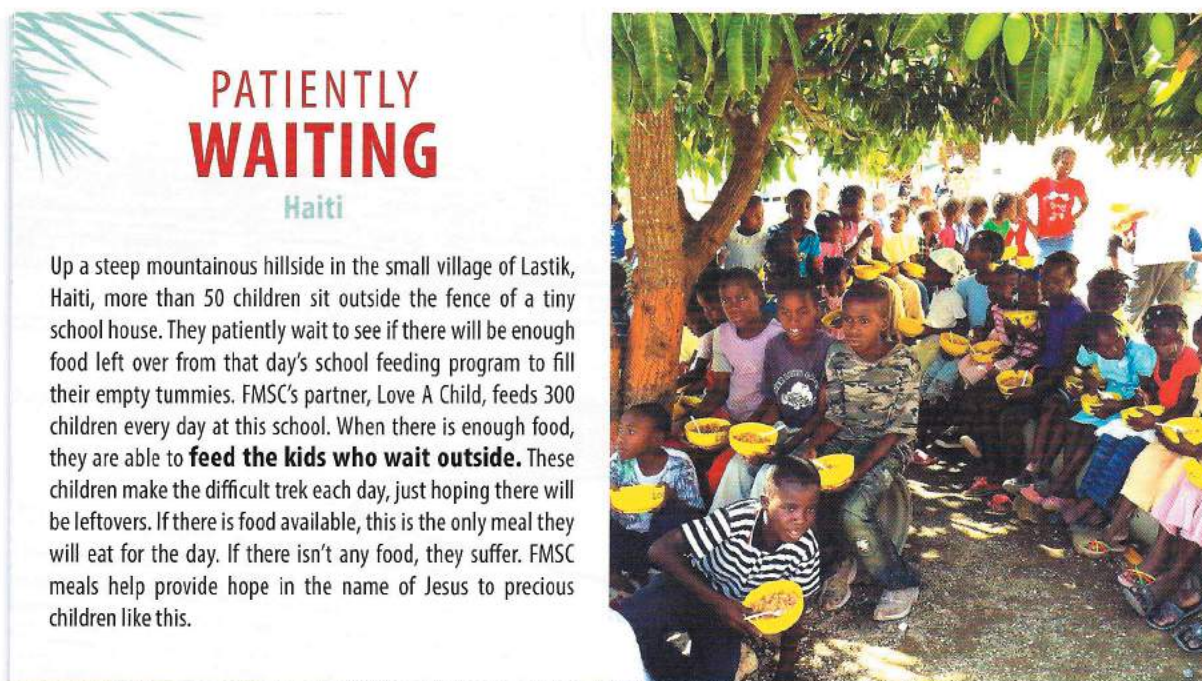 PATIENTLY
WAITING
Haiti
Up a steep mountainous hillside in the small village of Lastik,
Haiti, more than 50 children sit outside the fence of a tiny
school house. They patiently wait to see if there will be enough
food left over from that day's school feeding program to fill
their empty tummies. FMSC's partner, Love A Child, feeds 300
children every day at this school. When there is enough food,
they are able to feed the kids who wait outside. These
children make the difficult trek each day, just hoping there will
be leftovers. If there is food available, this is the only meal they
will eat for the day. If there isn't any food, they suffer. FMSC
meals help provide hope in the name of Jesus to precious
children like this.